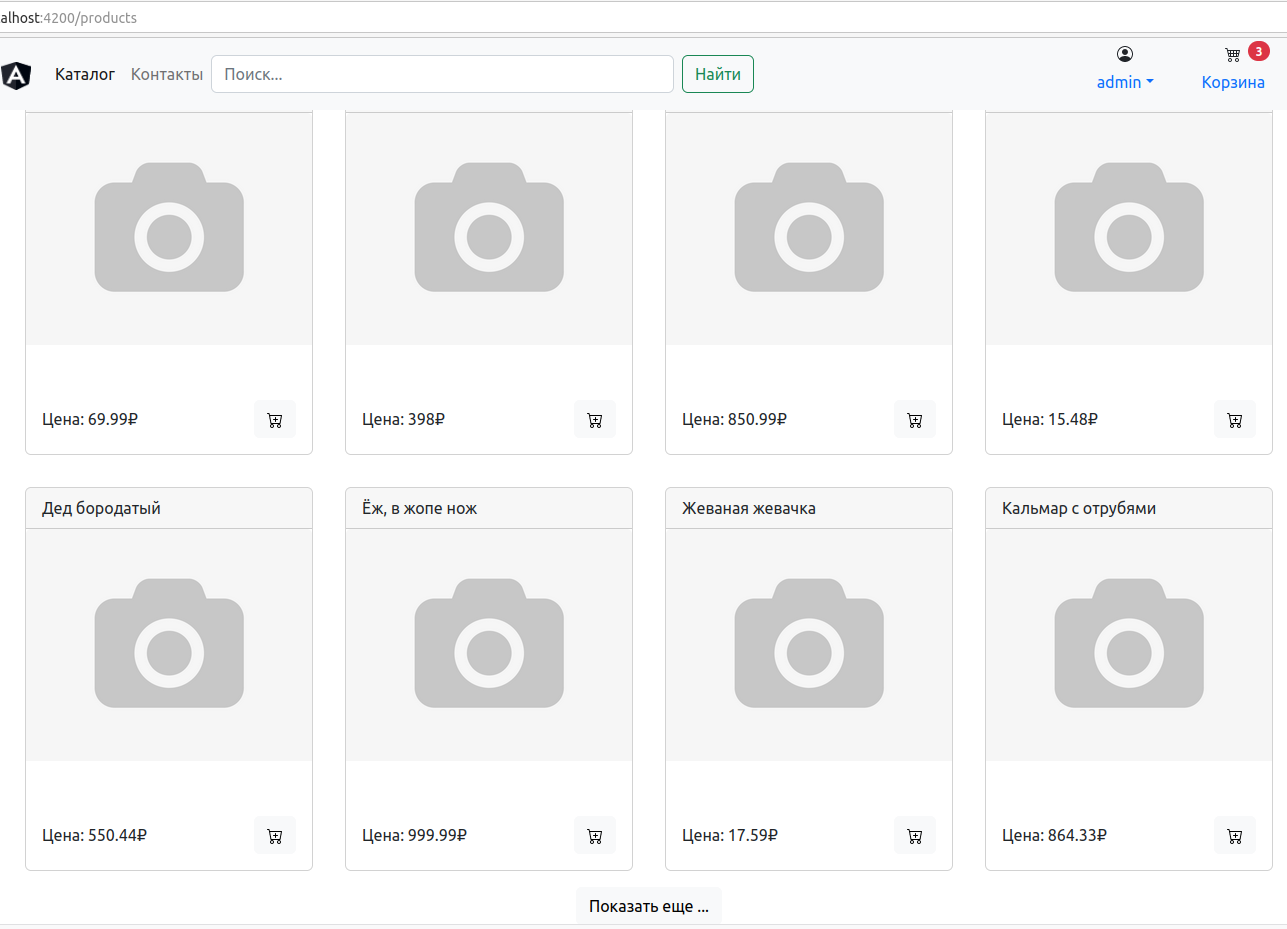 alhost:4200/products
Каталог Контакты Поиск... Найти admin 3 Корзина
Цена: 69.99₽ Цена: 398₽ Цена: 850.99₽ Цена: 15.48₽
Дед бородатый Ёж, в жопе нож Жеваная жевачка Кальмар с отрубями
Цена: 550.44₽ Цена: 999.99₽ Цена: 17.59₽ Цена: 864.33₽
Показать еще ...